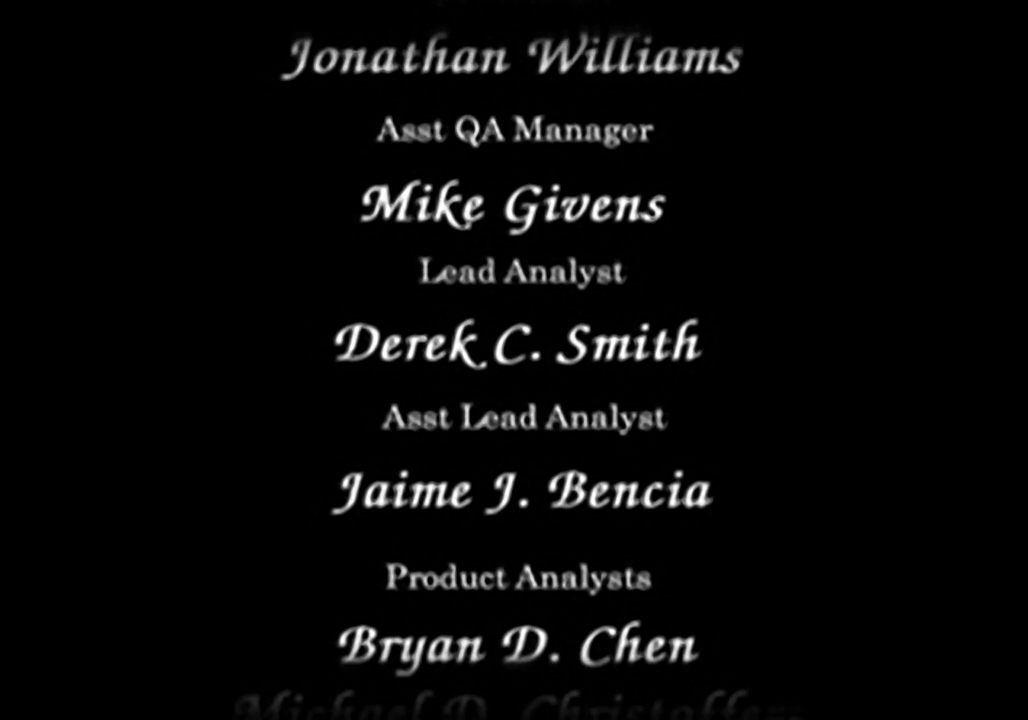 Jonathan Williams
Asst QA Manager
Mike Givens
Lead Analyst
Derek C. Smith
Asst Lead Analyst
Jaime J. Bencia
Product Analysts
Bryan D. Chen
Michael D.